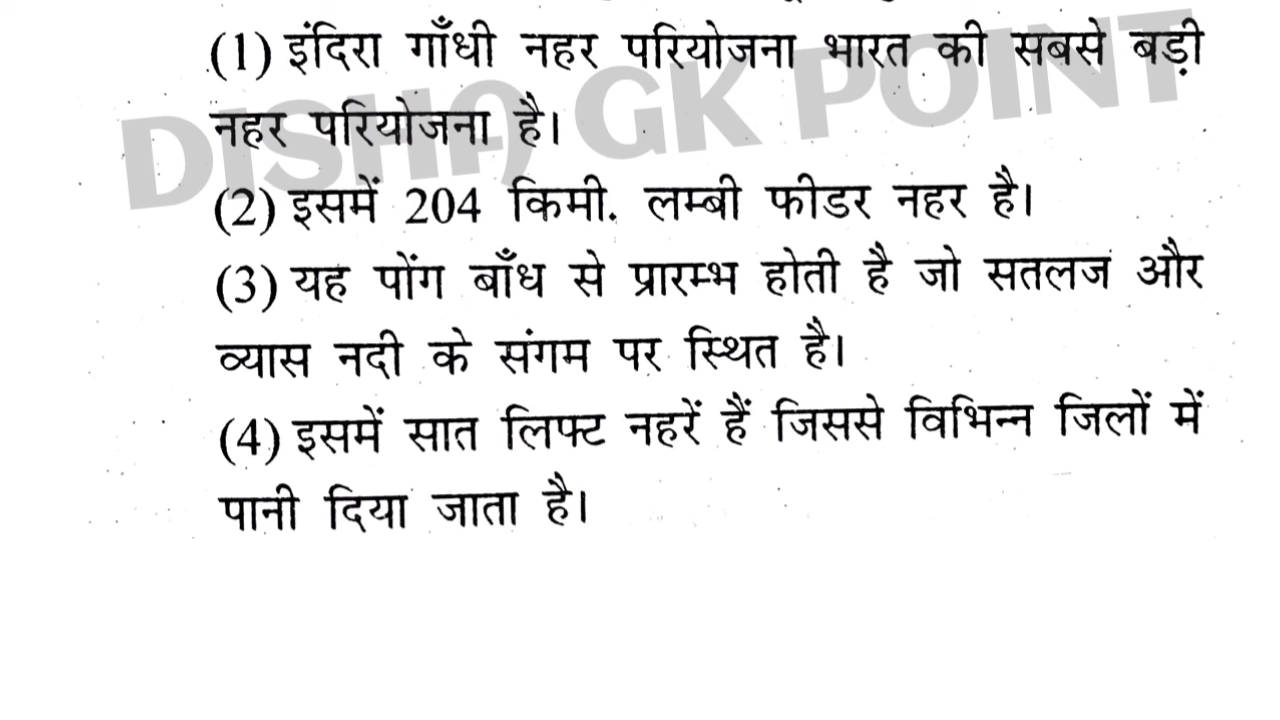 (1) इंदिरा गाँधी नहर परियोजना भारत की सबसे बड़ी
नहर परियोजना है।
(2) इसमें 204 किमी. लम्बी फीडर नहर है।
(3) यह पोंग बाँध से प्रारम्भ होती है जो सतलज और
व्यास नदी के संगम पर स्थित है।
(4) इसमें सात लिफ्ट नहरें हैं जिससे विभिन्न जिलों में
पानी दिया जाता है।
DISHA GK POINT